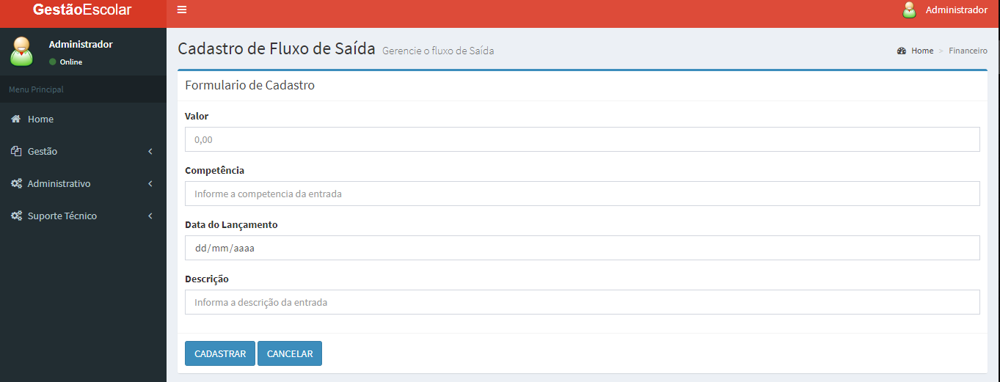 GestãoEscolar
Administrador
Administrador
Online
Menu Principal
Home
Gestão
Administrativo
Suporte Técnico
Cadastro de Fluxo de Saída Gerencie o fluxo de Saída
Home > Financeiro
Formulario de Cadastro
Valor
0,00
Competência
Informe a competencia da entrada
Data do Lançamento
dd/mm/aaaa
Descrição
Informa a descrição da entrada
CADASTRAR CANCELAR